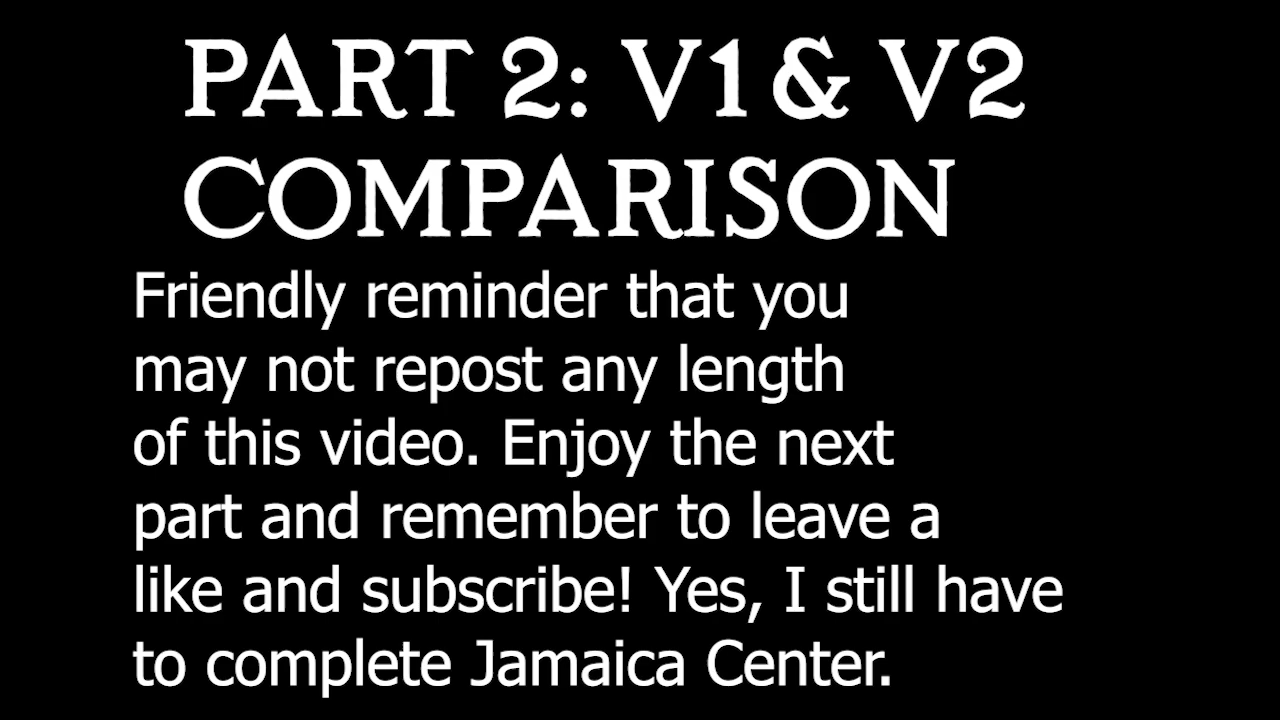 PART 2: V1 & V2
COMPARISON
Friendly reminder that you
may not repost any length
of this video. Enjoy the next
part and remember to leave a
like and subscribe! Yes, I still have
to complete Jamaica Center.